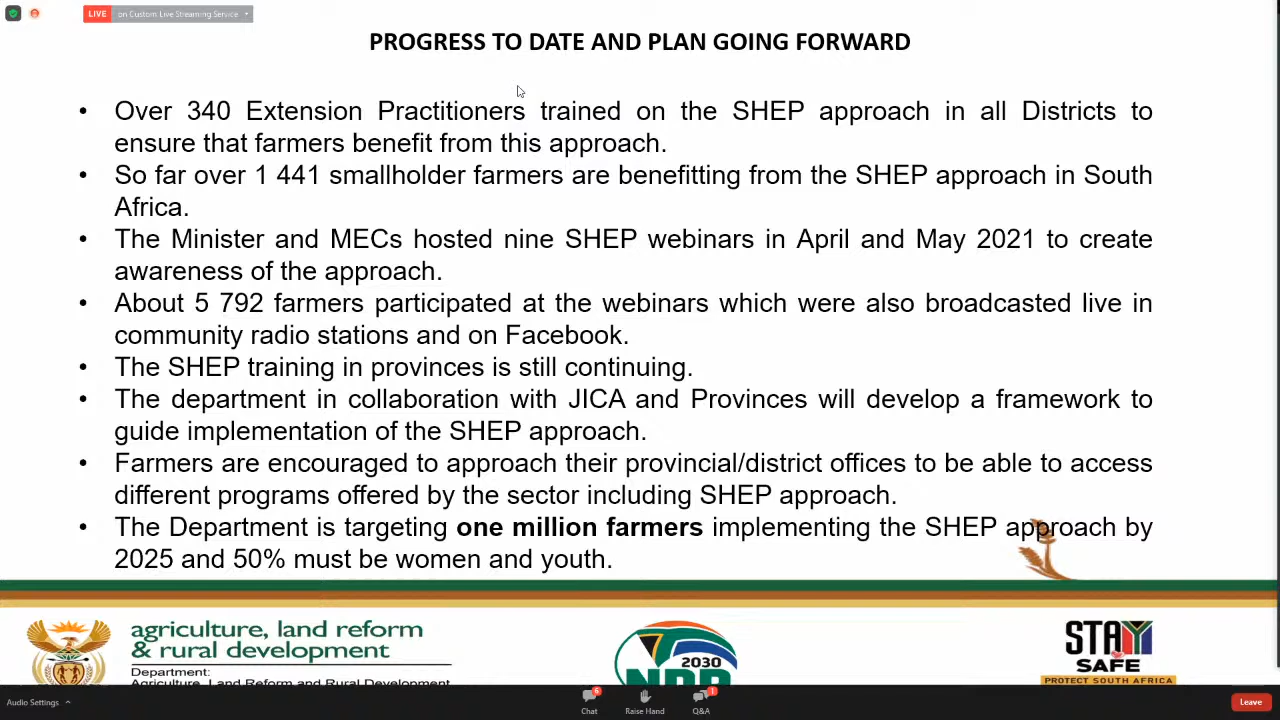 LIVE on Custom Live Streaming Service
PROGRESS TO DATE AND PLAN GOING FORWARD
• Over 340 Extension Practitioners trained on the SHEP approach in all Districts to
ensure that farmers benefit from this approach.
• So far over 1 441 smallholder farmers are benefitting from the SHEP approach in South
Africa.
• The Minister and MECs hosted nine SHEP webinars in April and May 2021 to create
awareness of the approach.
• About 5 792 farmers participated at the webinars which were also broadcasted live in
community radio stations and on Facebook.
• The SHEP training in provinces is still continuing.
• The department in collaboration with JICA and Provinces will develop a framework to
guide implementation of the SHEP approach.
• Farmers are encouraged to approach their provincial/district offices to be able to access
different programs offered by the sector including SHEP approach.
• The Department is targeting one million farmers implementing the SHEP approach by
2025 and 50% must be women and youth.
agriculture, land reform
& rural development
Department:
Agriculture, Land Reform and Rural Development
2030
NDP
STAY
SAFE
PROTECT SOUTH AFRICA
Audio Settings
6
Chat
Raise Hand
1
Q&A
Leave